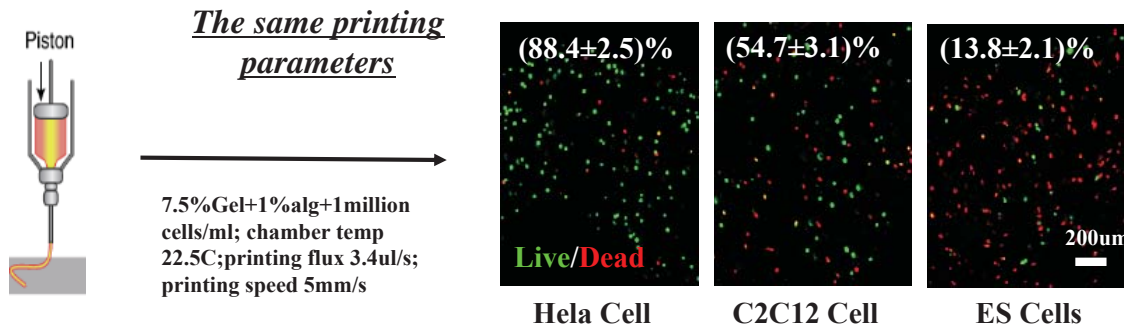 The same printing
parameters
Piston
7.5%Gel+1%alg+1million
cells/ml; chamber temp
22.5C;printing flux 3.4ul/s;
printing speed 5mm/s
(88.4±2.5)%
(54.7±3.1)%
(13.8±2.1)%
Live/Dead
200um
Hela Cell
C2C12 Cell
ES Cells